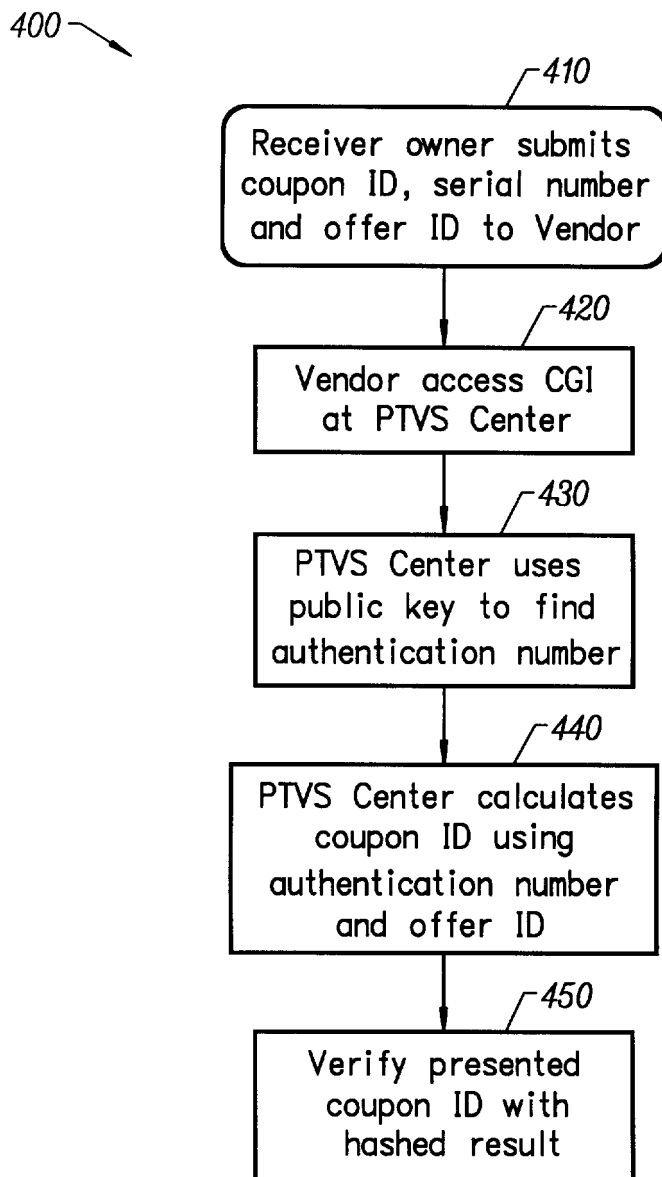 400
410
Receiver owner submits
coupon ID, serial number
and offer ID to Vendor
420
Vendor access CGI
at PTVS Center
430
PTVS Center uses
public key to find
authentication number
440
PTVS Center calculates
coupon ID using
authentication number
and offer ID
450
Verify presented
coupon ID with
hashed result